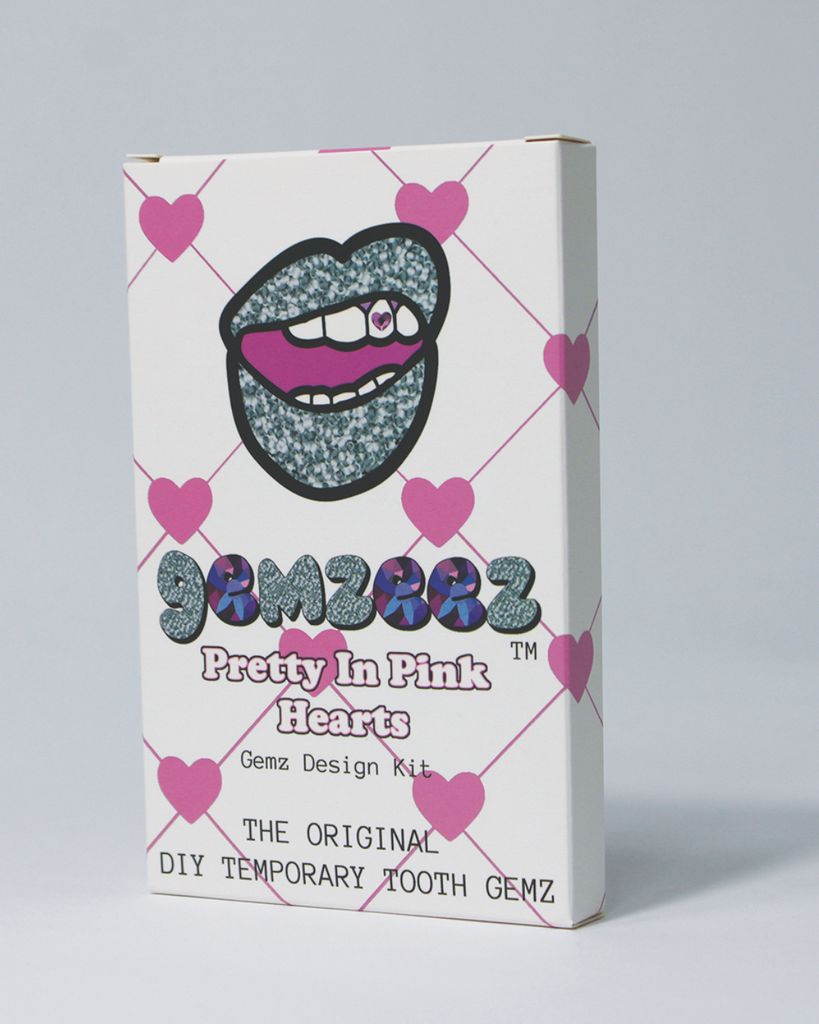 gemzeez
TM
Pretty In Pink
Hearts
Gemz Design Kit
THE ORIGINAL
DIY TEMPORARY TOOTH GEMZ